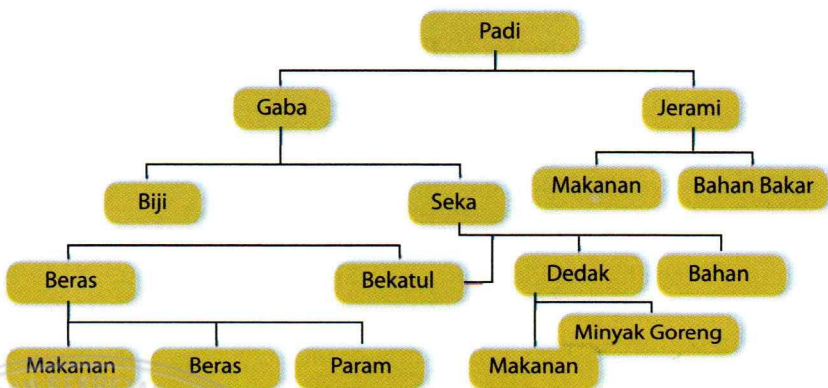 Padi
Gaba
Jerami
Biji
Seka
Makanan
Bahan Bakar
Beras
Bekatul
Dedak
Bahan
Minyak Goreng
Makanan
Beras
Param
Makanan